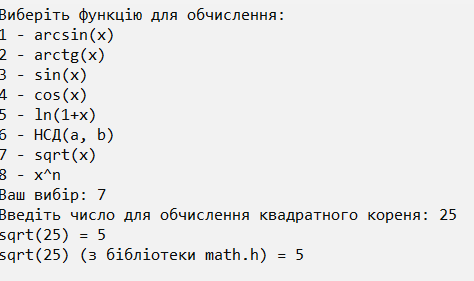 Виберіть функцію для обчислення:
1 - arcsin(x)
2 - arctg(x)
3 - sin(x)
4 - cos(x)
5 - ln(1+x)
6 - НСД(a, b)
7 - sqrt(x)
8 - x^n
Ваш вибір: 7
Введіть число для обчислення квадратного кореня: 25
sqrt(25) = 5
sqrt(25) (з бібліотеки math.h) = 5